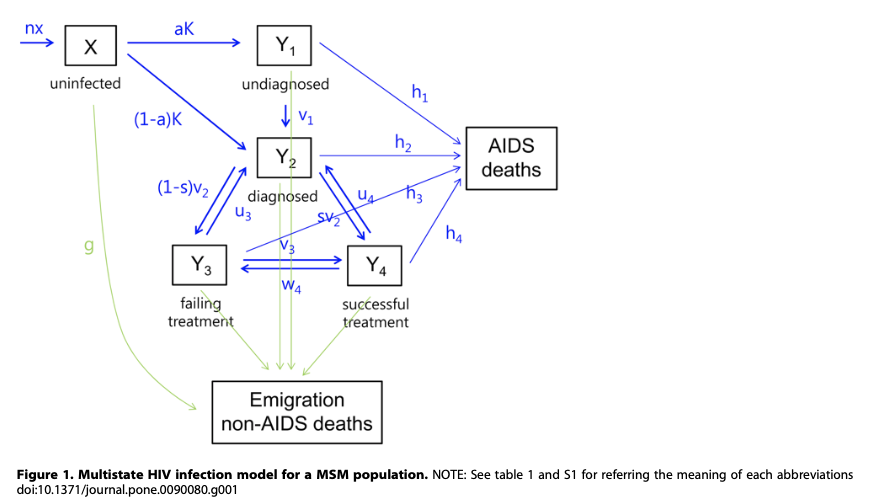 nx
X
aK
Y1
uninfected
undiagnosed
(1-a)K
v1
h1
h2
AIDS
deaths
Y2
diagnosed
(1-s)v2
u3
u4
h3
sv2
g
v3
h4
Y3
Y4
w4
failing
treatment
successful
treatment
Emigration
non-AIDS deaths
Figure 1. Multistate HIV infection model for a MSM population. NOTE: See table 1 and S1 for referring the meaning of each abbreviations
doi:10.1371/journal.pone.0090080.g001